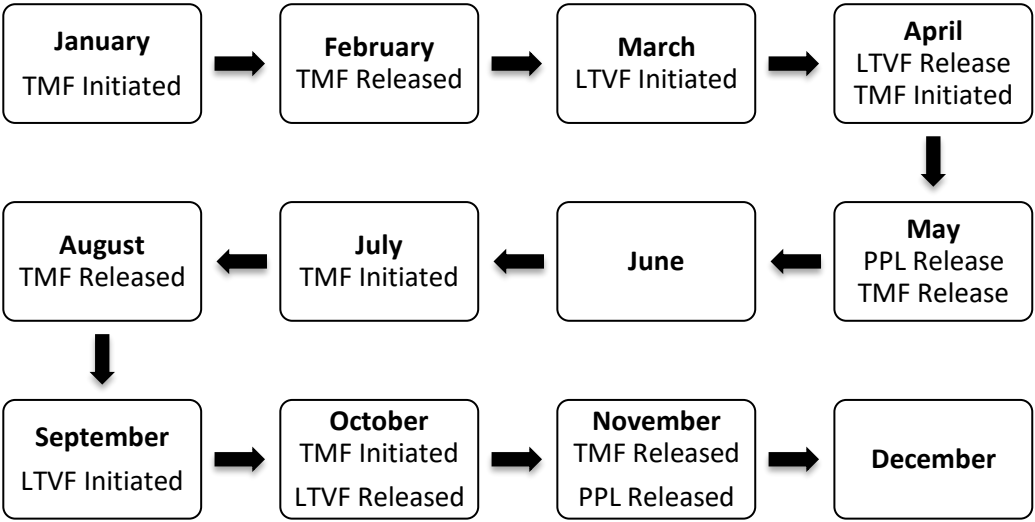 January
TMF Initiated
February
TMF Released
March
LTVF Initiated
April
LTVF Release
TMF Initiated
May
PPL Release
TMF Release
June
July
TMF Initiated
August
TMF Released
September
LTVF Initiated
October
TMF Initiated
LTVF Released
November
TMF Released
PPL Released
December